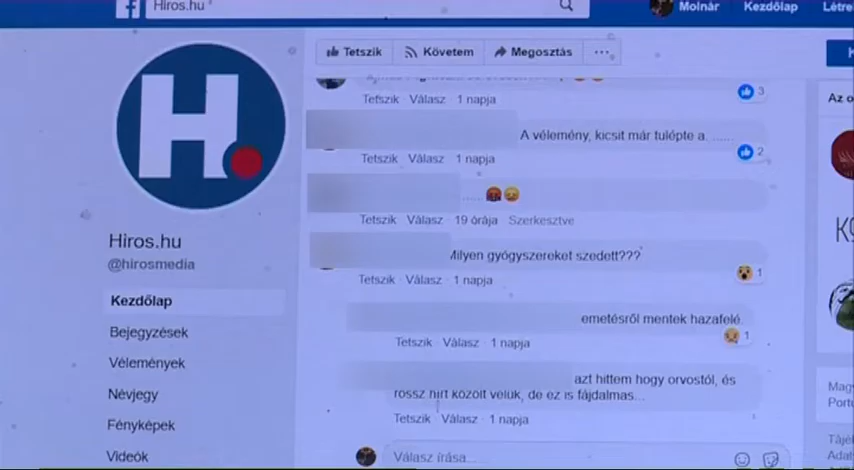 Hiros.hu
Molnár
Kezdőlap
Tetszik
Követem
Megosztás
...
H.
Hiros.hu
@hirosmedia
Kezdőlap
Bejegyzések
Vélemények
Névjegy
Fényképek
Videók
Tetszik · Válasz · 1 napja
3
A vélemény, kicsit már tulépte a. ......
Tetszik · Válasz · 1 napja
2
.....
Tetszik · Válasz · 19 órája · Szerkesztve
Milyen gyógyszereket szedett???
Tetszik · Válasz · 1 napja
1
emetésről mentek hazafelé.
Tetszik · Válasz · 1 napja
1
azt hittem hogy orvostól, és
rossz hírt közölt velük, de ez is fájdalmas...
Tetszik · Válasz · 1 napja
Válasz írása...
Az o